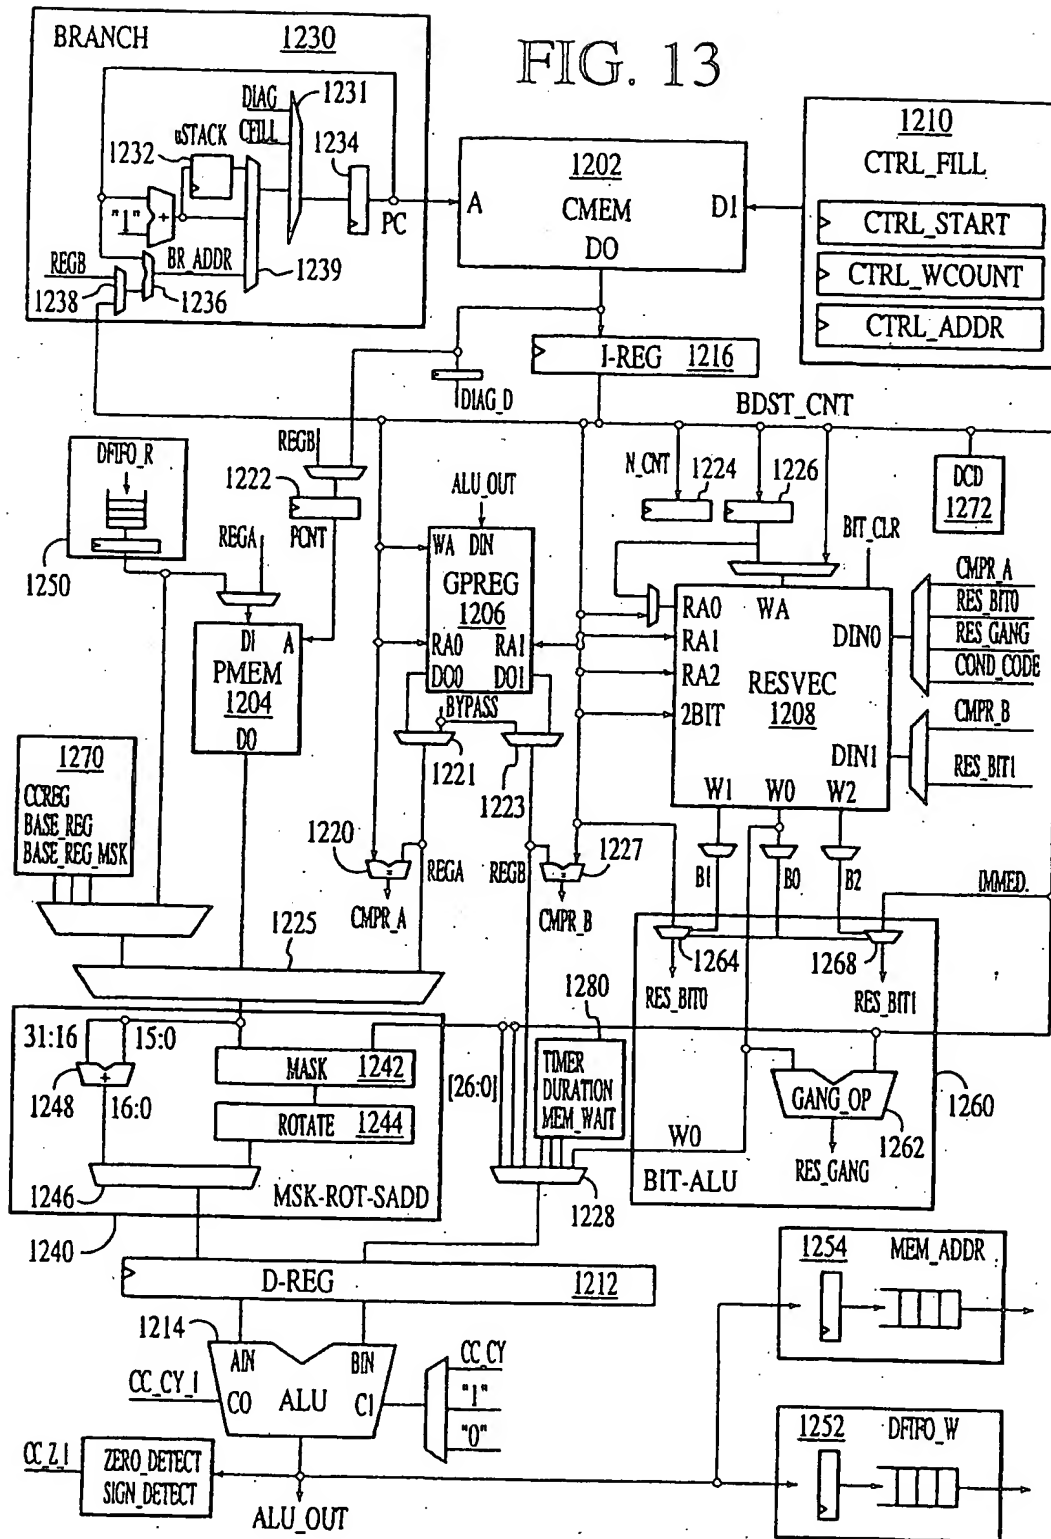 FIG. 13
BRANCH
1230
DIAG
CFILL
1231
uSTACK
1232
1234
"1"
+
PC
BR_ADDR
REGB
1238
1236
1239
1202
CMEM
A
DI
DO
1210
CTRL_FILL
CTRL_START
CTRL_WCOUNT
CTRL_ADDR
I-REG 1216
DIAG_D
BDST_CNT
DFIFO_R
1250
REGB
1222
PCNT
REGA
ALU_OUT
WA DIN
GPREG
1206
RA0 RA1
DO0 DO1
BYPASS
1221
1223
N_CNT
1224
1226
BIT_CLR
DCD
1272
DI A
PMEM
1204
DO
RA0
WA
RA1
RA2
2BIT
RESVEC
1208
DIN0
DIN1
W1 W0 W2
CMPR_A
RES_BIT0
RES_GANG
COND_CODE
CMPR_B
RES_BIT1
1270
CCREG
BASE_REG
BASE_REG_MSK
1220
=
CMPR_A
REGA
REGB
=
1227
CMPR_B
B1
B0
B2
IMMED.
1225
1264
1268
RES_BIT0
RES_BIT1
31:16
15:0
1248
+
16:0
MASK 1242
ROTATE 1244
1246
MSK-ROT-SADD
1240
[26:0]
1280
TIMER
DURATION
MEM_WAIT
W0
1228
GANG_OP
1262
RES_GANG
BIT-ALU
1260
D-REG 1212
1214
AIN BIN
CO ALU CI
CC_CY_I
CC_CY
"1"
"0"
CC_Z_I
ZERO_DETECT
SIGN_DETECT
ALU_OUT
1254 MEM_ADDR
1252 DFIFO_W